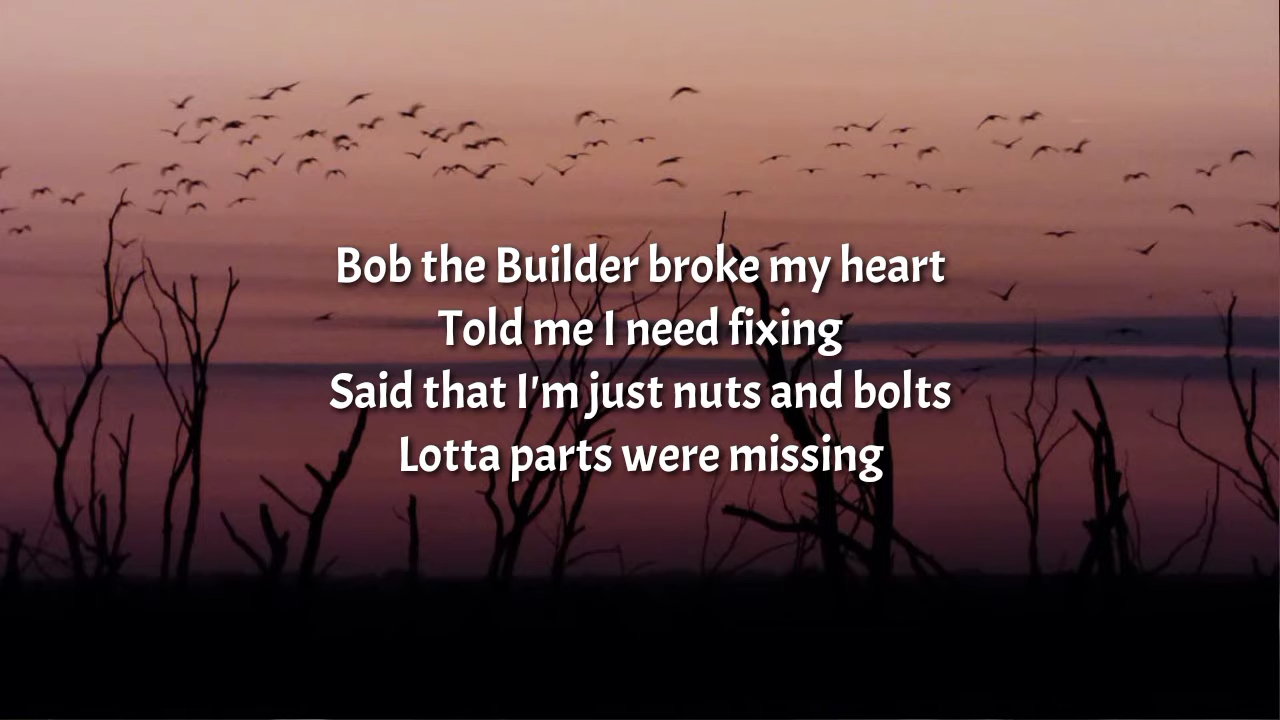 Bob the Builder broke my heart
Told me I need fixing
Said that I'm just nuts and bolts
Lotta parts were missing